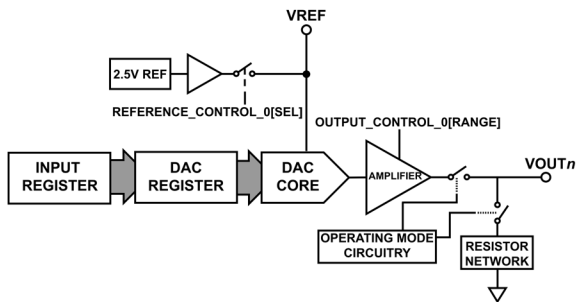 VREF
2.5V REF
REFERENCE_CONTROL_0[SEL]
OUTPUT_CONTROL_0[RANGE]
INPUT
REGISTER
DAC
REGISTER
DAC
CORE
AMPLIFIER
VOUTn
OPERATING MODE
CIRCUITRY
RESISTOR
NETWORK